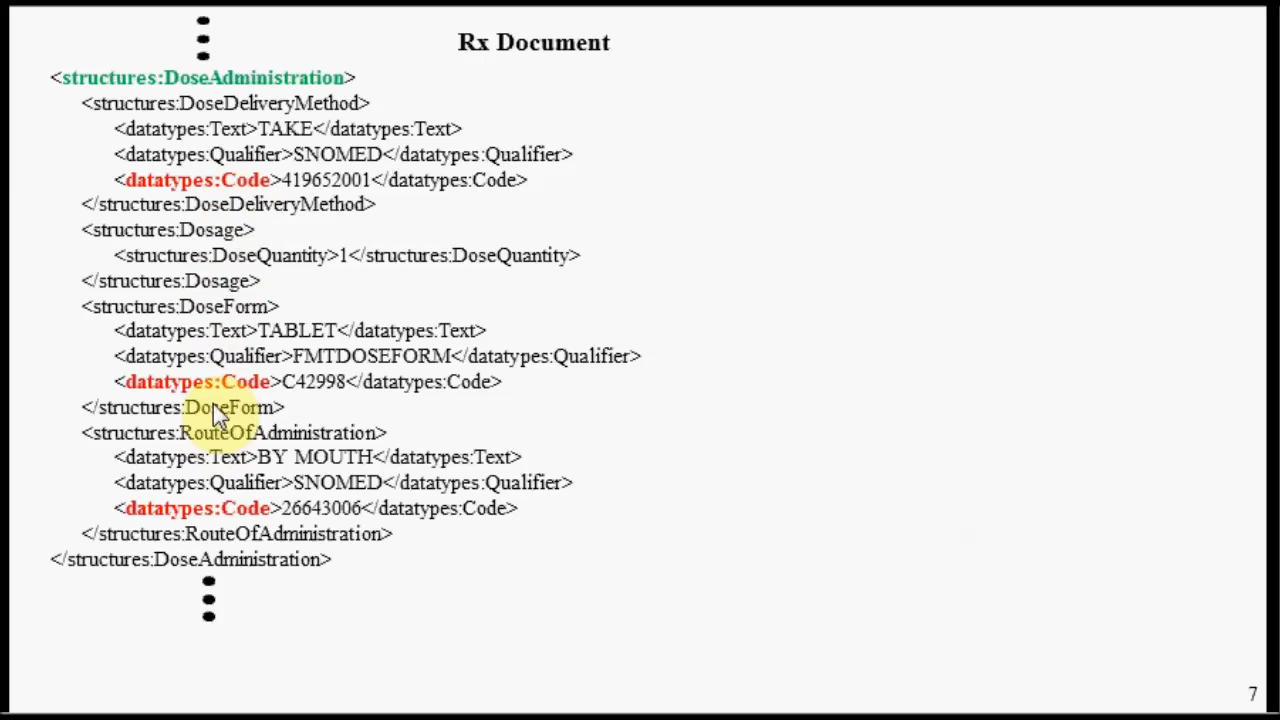 Rx Document
<structures:DoseAdministration>
<structures:DoseDeliveryMethod>
<datatypes:Text>TAKE</datatypes:Text>
<datatypes:Qualifier>SNOMED</datatypes:Qualifier>
<datatypes:Code>419652001</datatypes:Code>
</structures:DoseDeliveryMethod>
<structures:Dosage>
<structures:DoseQuantity>1</structures:DoseQuantity>
</structures:Dosage>
<structures:DoseForm>
<datatypes:Text>TABLET</datatypes:Text>
<datatypes:Qualifier>FMTDOSEFORM</datatypes:Qualifier>
<datatypes:Code>C42998</datatypes:Code>
</structures:DoseForm>
<structures:RouteOfAdministration>
<datatypes:Text>BY MOUTH</datatypes:Text>
<datatypes:Qualifier>SNOMED</datatypes:Qualifier>
<datatypes:Code>26643006</datatypes:Code>
</structures:RouteOfAdministration>
</structures:DoseAdministration>
7